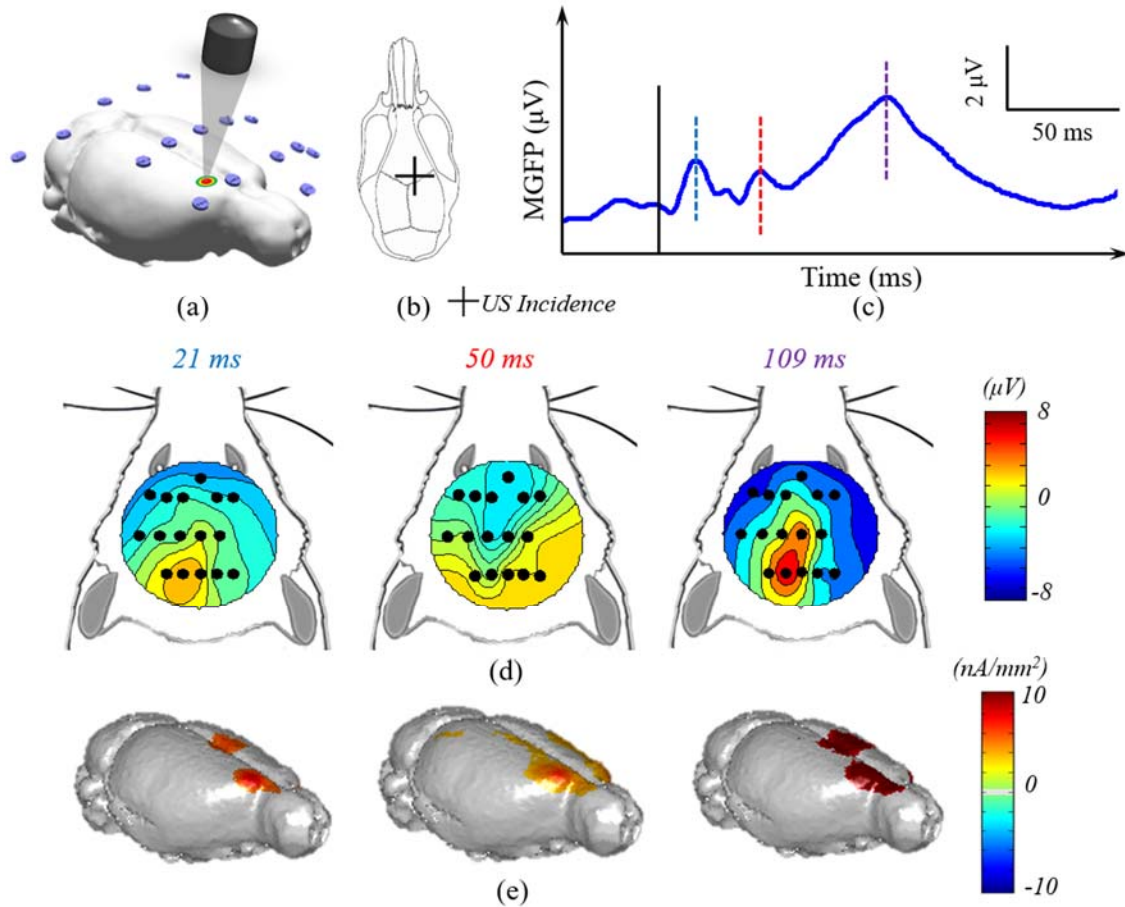 2 μV
50 ms
MGFP (μV)
Time (ms)
(a)
(b)
US Incidence
(c)
21 ms
50 ms
109 ms
(μV)
8
0
-8
(d)
(nA/mm²)
10
0
-10
(e)